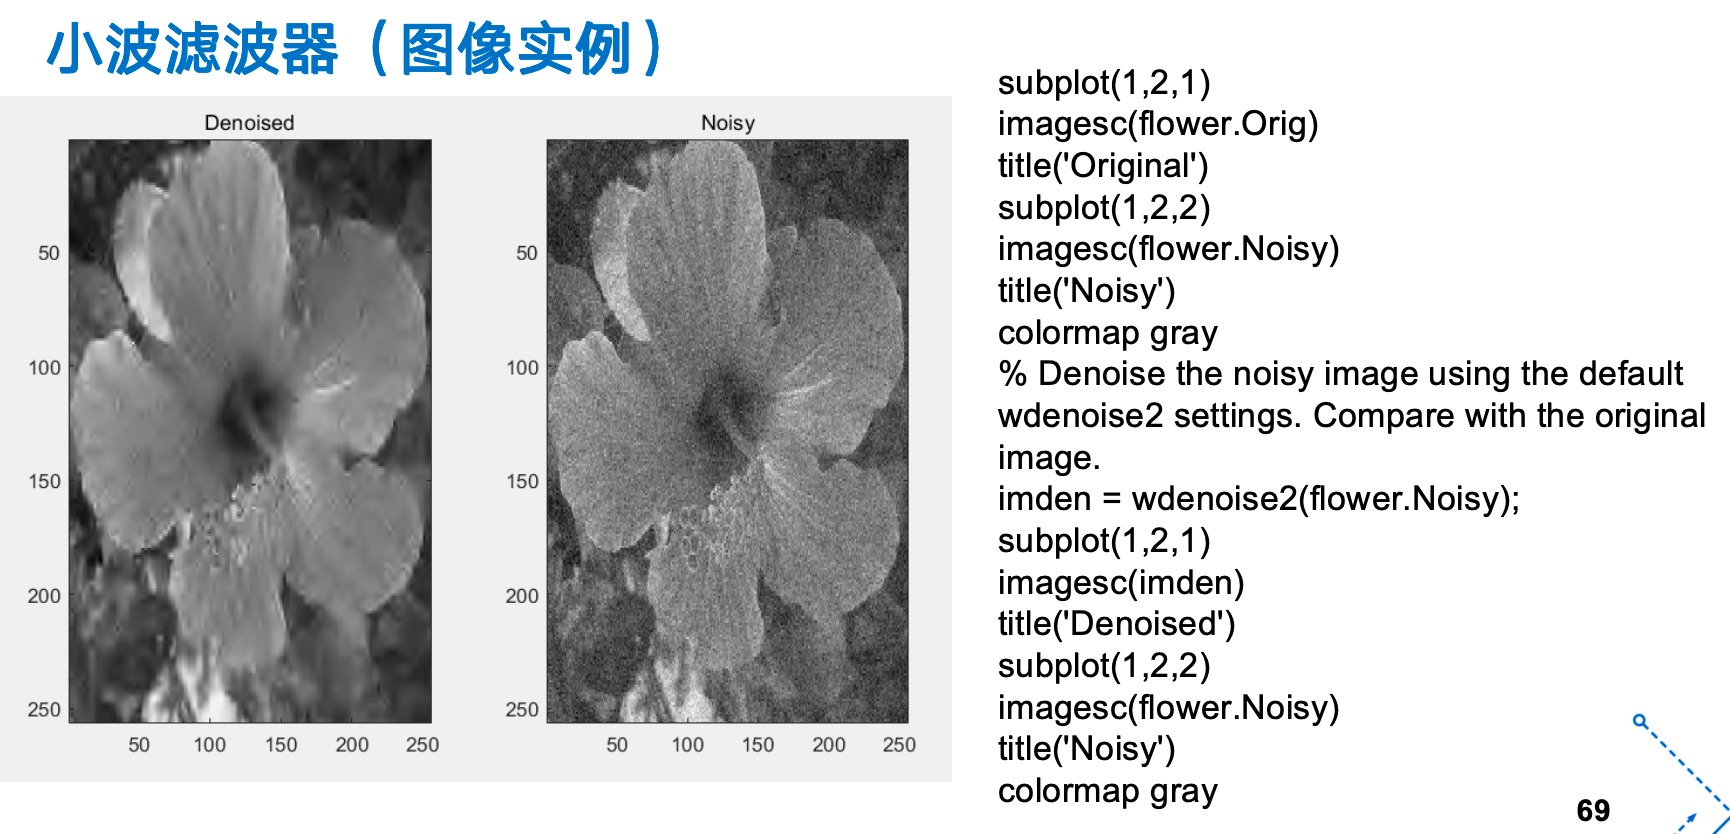 小波滤波器（图像实例）
Denoised
50
100
150
200
250
50 100 150 200 250
Noisy
50
100
150
200
250
50 100 150 200 250
subplot(1,2,1)
imagesc(flower.Orig)
title('Original')
subplot(1,2,2)
imagesc(flower.Noisy)
title('Noisy')
colormap gray
% Denoise the noisy image using the default
wdenoise2 settings. Compare with the original
image.
imden = wdenoise2(flower.Noisy);
subplot(1,2,1)
imagesc(imden)
title('Denoised')
subplot(1,2,2)
imagesc(flower.Noisy)
title('Noisy')
colormap gray
69